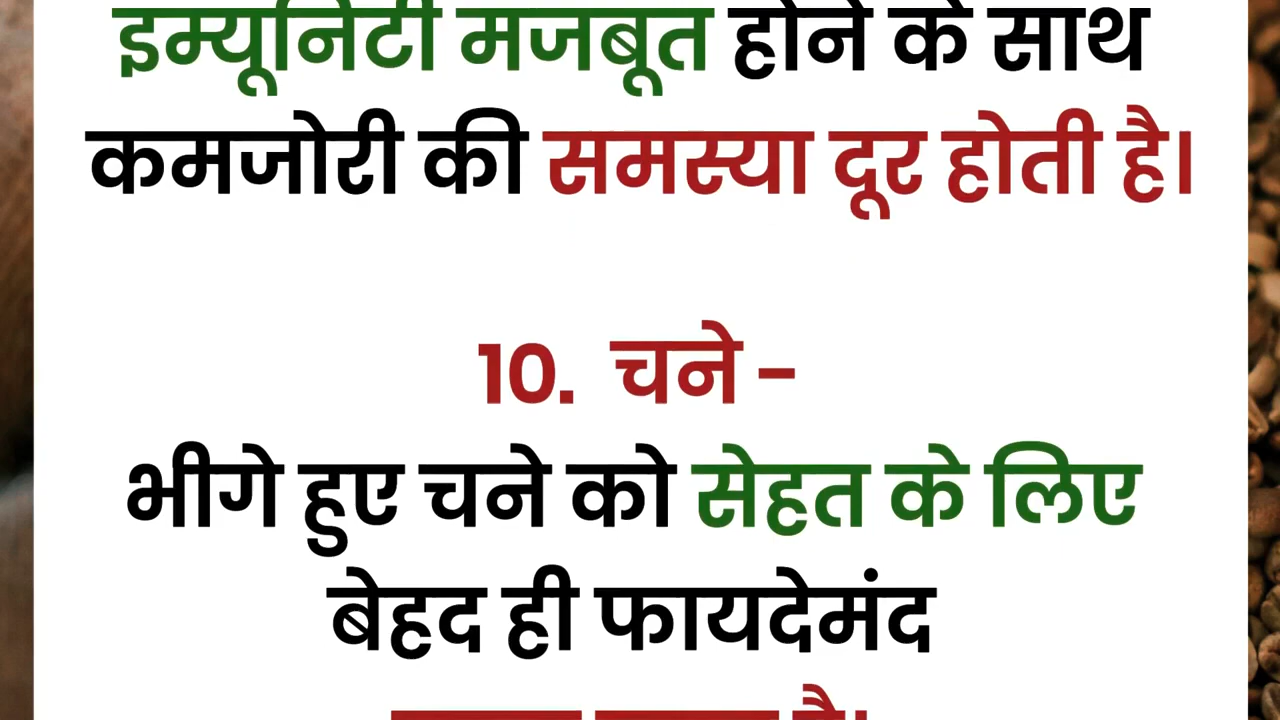 इम्यूनिटी मजबूत होने के साथ
कमजोरी की समस्या दूर होती है।
10. चने -
भीगे हुए चने को सेहत के लिए
बेहद ही फायदेमंद